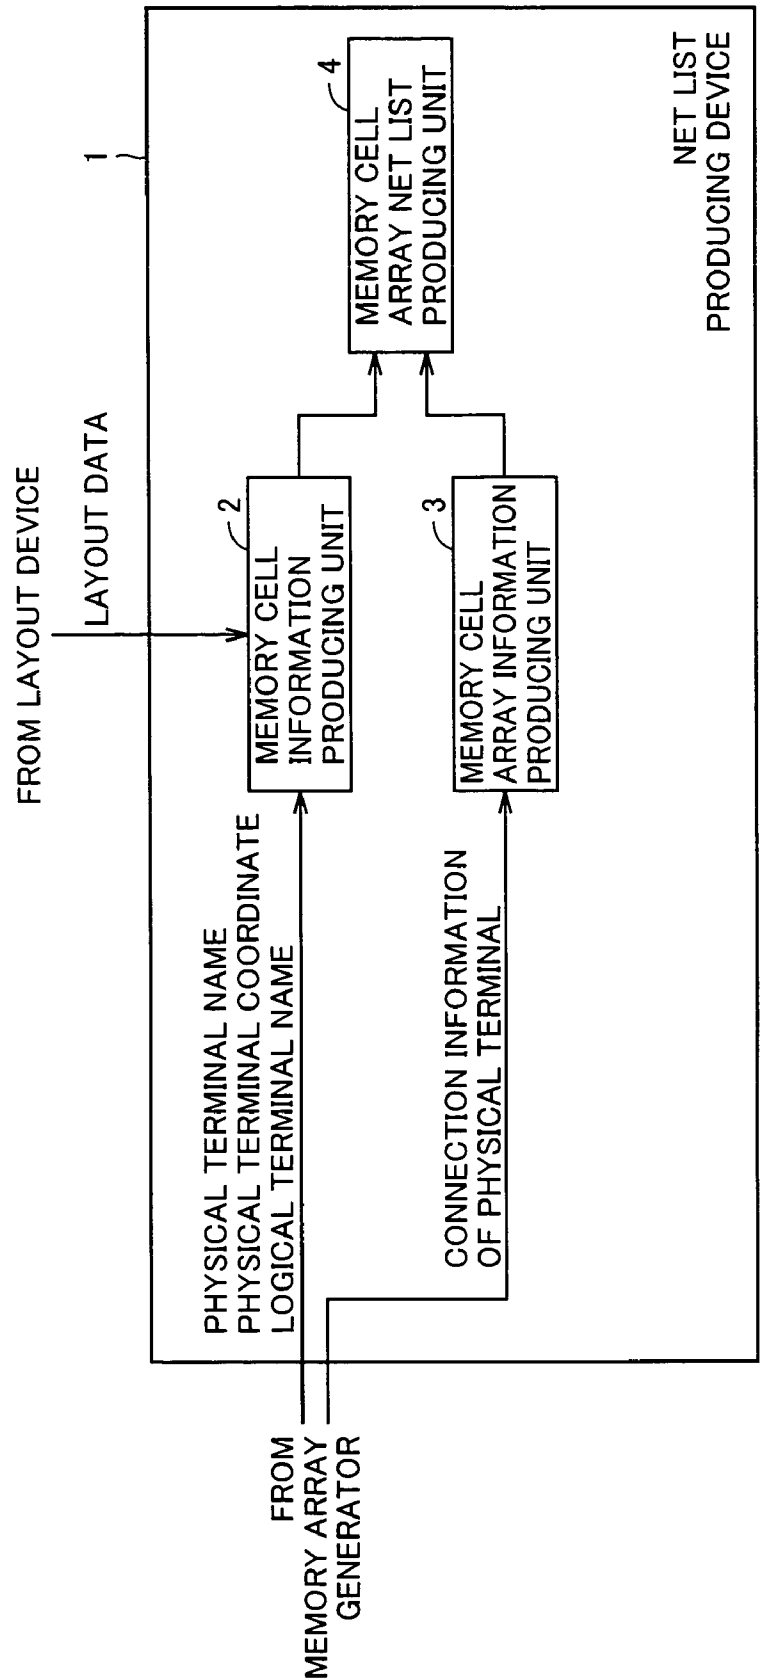 FROM LAYOUT DEVICE
LAYOUT DATA
1
FROM
MEMORY ARRAY
GENERATOR
PHYSICAL TERMINAL NAME
PHYSICAL TERMINAL COORDINATE
LOGICAL TERMINAL NAME
2
MEMORY CELL
INFORMATION
PRODUCING UNIT
4
MEMORY CELL
ARRAY NET LIST
PRODUCING UNIT
CONNECTION INFORMATION
OF PHYSICAL TERMINAL
3
MEMORY CELL
ARRAY INFORMATION
PRODUCING UNIT
NET LIST
PRODUCING DEVICE